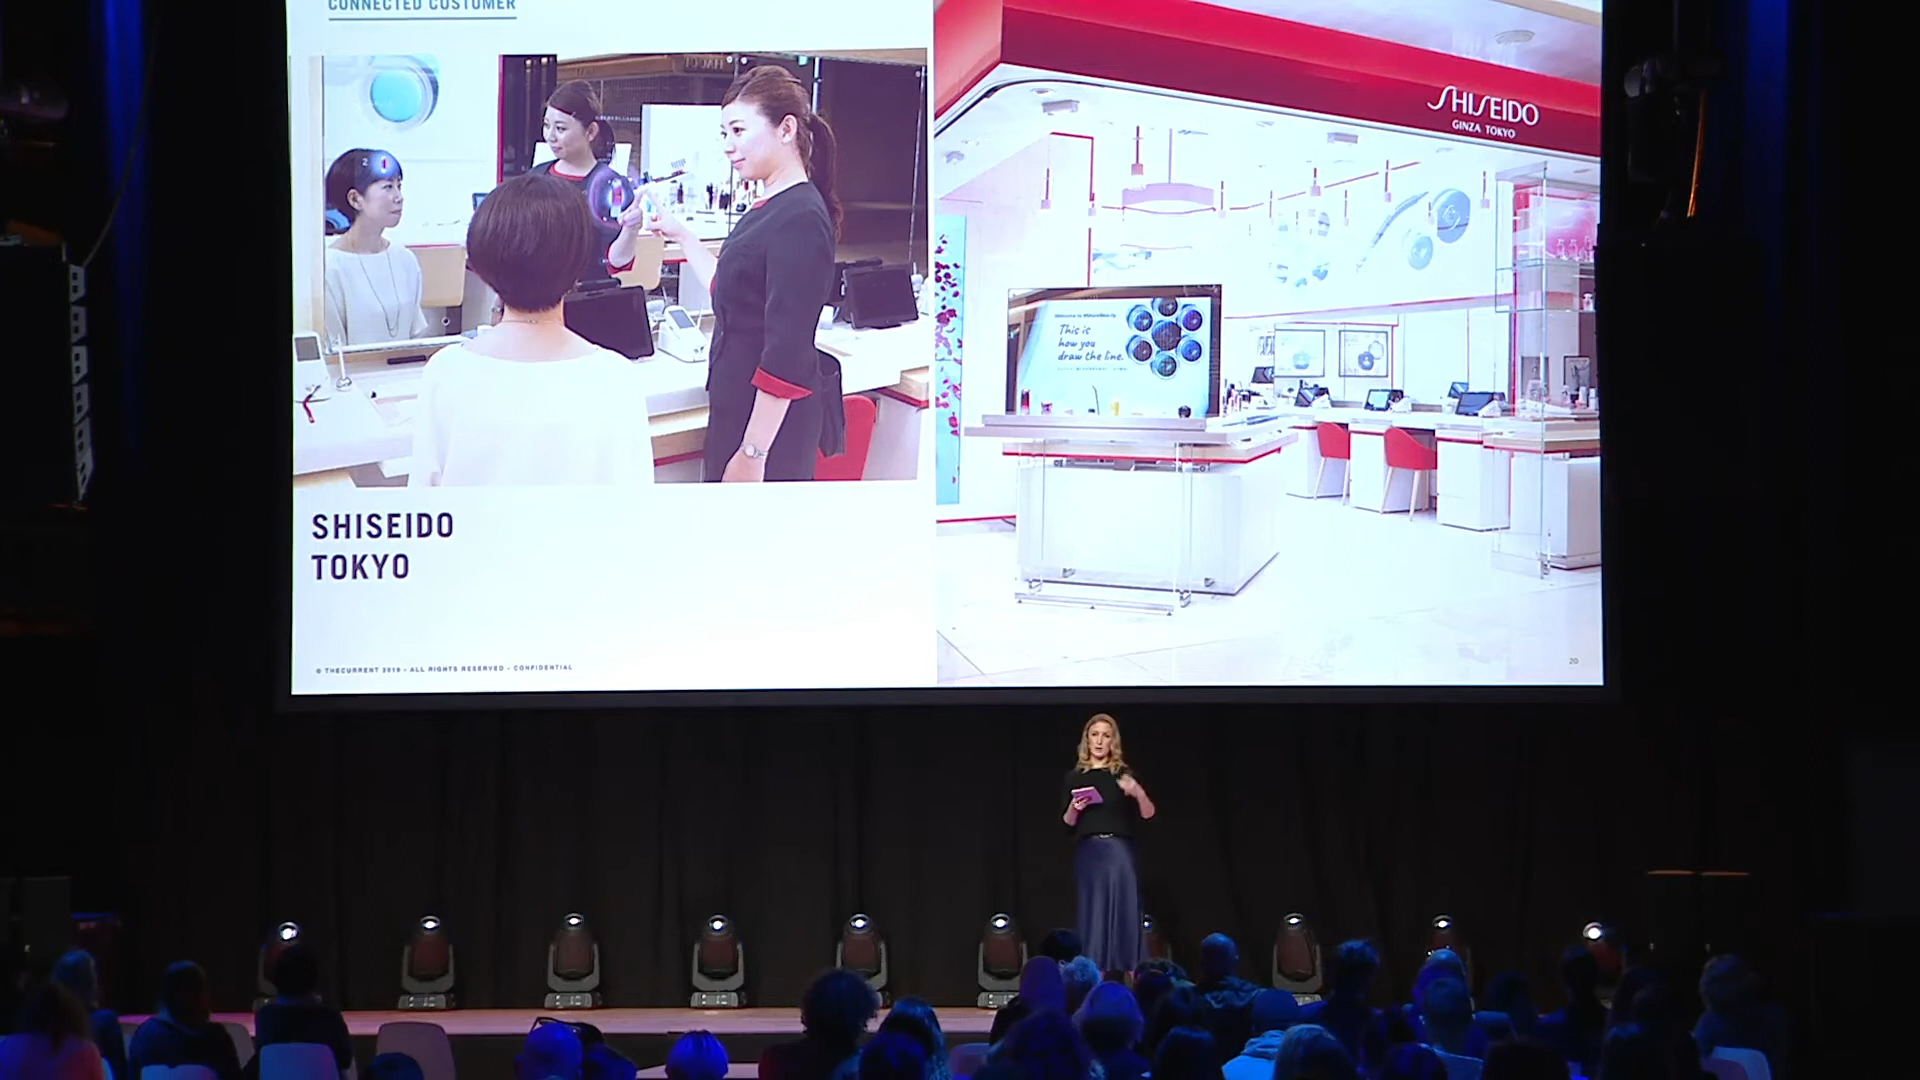 CONNECTED CUSTOMER
SHISEIDO
GINZA TOKYO
This is
how you
draw the line.
SHISEIDO
TOKYO
© THECURRENT 2019 - ALL RIGHTS RESERVED - CONFIDENTIAL
20